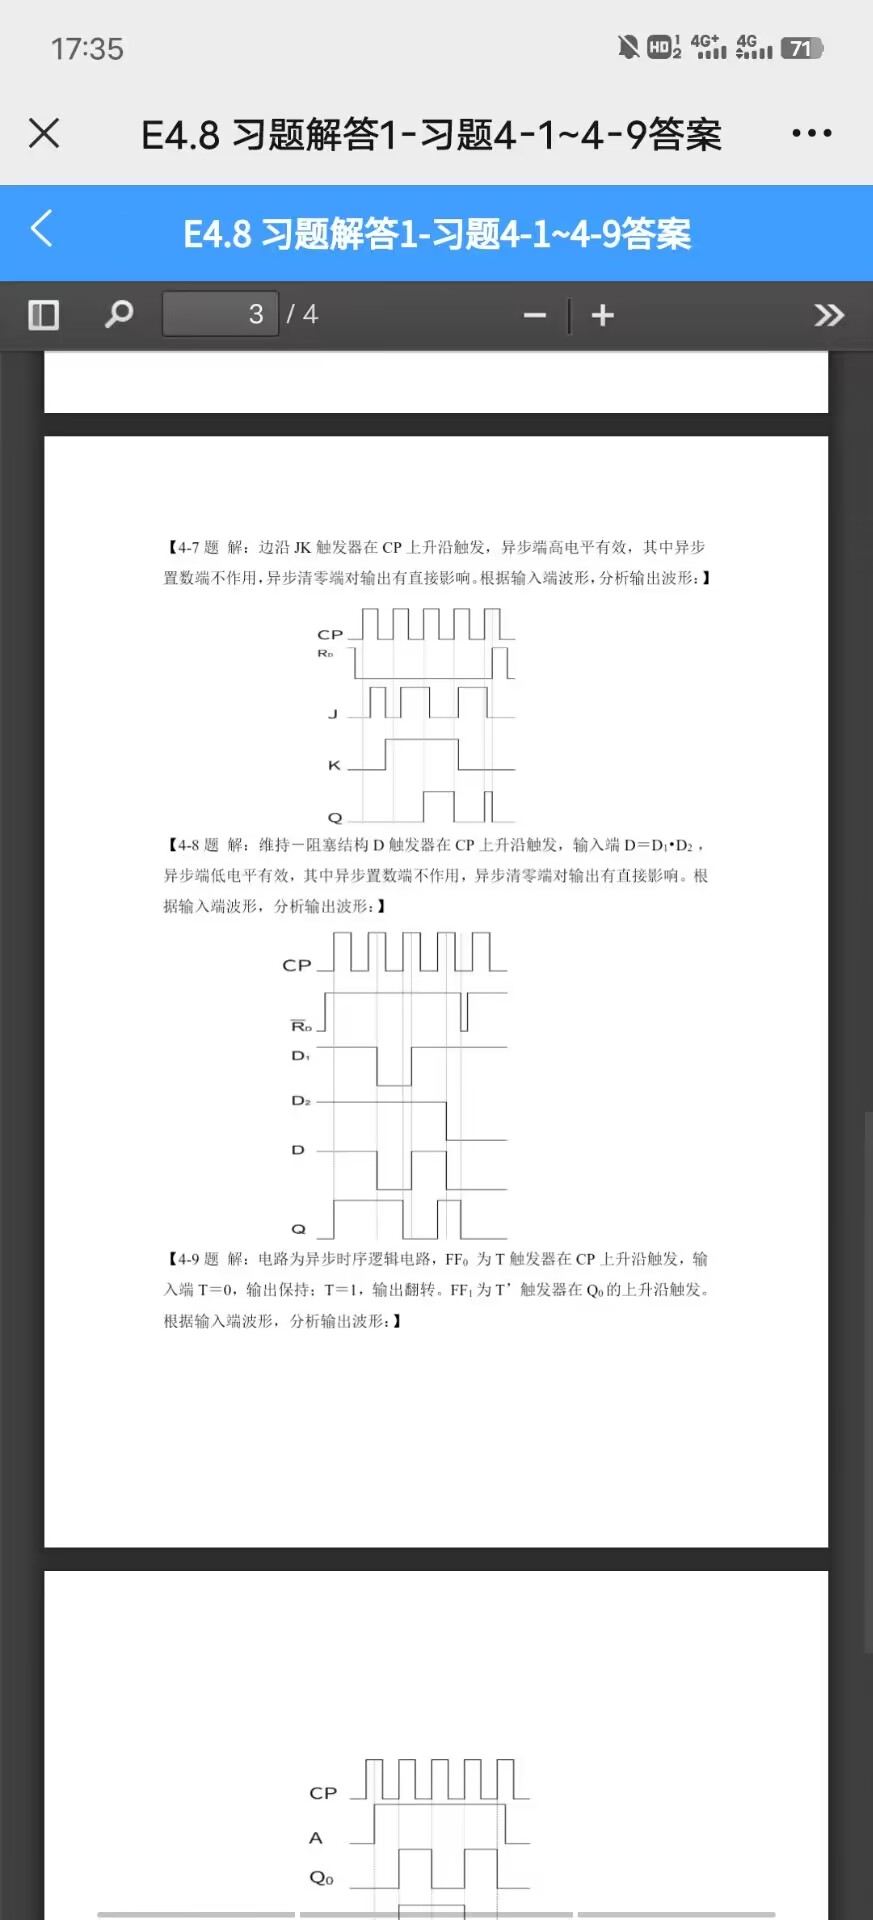 17:35
HD 1 2 4G+ 4G 71
E4.8 习题解答1-习题4-1~4-9答案
E4.8 习题解答1-习题4-1~4-9答案
3 / 4
【4-7 题 解：边沿 JK 触发器在 CP 上升沿触发，异步端高电平有效，其中异步
置数端不作用，异步清零端对输出有直接影响。根据输入端波形，分析输出波形：】
CP
R_D
J
K
Q
【4-8 题 解：维持－阻塞结构 D 触发器在 CP 上升沿触发，输入端 D＝D₁•D₂，
异步端低电平有效，其中异步置数端不作用，异步清零端对输出有直接影响。根
据输入端波形，分析输出波形：】
CP
R̅_D
D₁
D₂
D
Q
【4-9 题 解：电路为异步时序逻辑电路，FF₀ 为 T 触发器在 CP 上升沿触发，输
入端 T＝0，输出保持；T＝1，输出翻转。FF₁ 为 T’ 触发器在 Q₀ 的上升沿触发。
根据输入端波形，分析输出波形：】
CP
A
Q₀